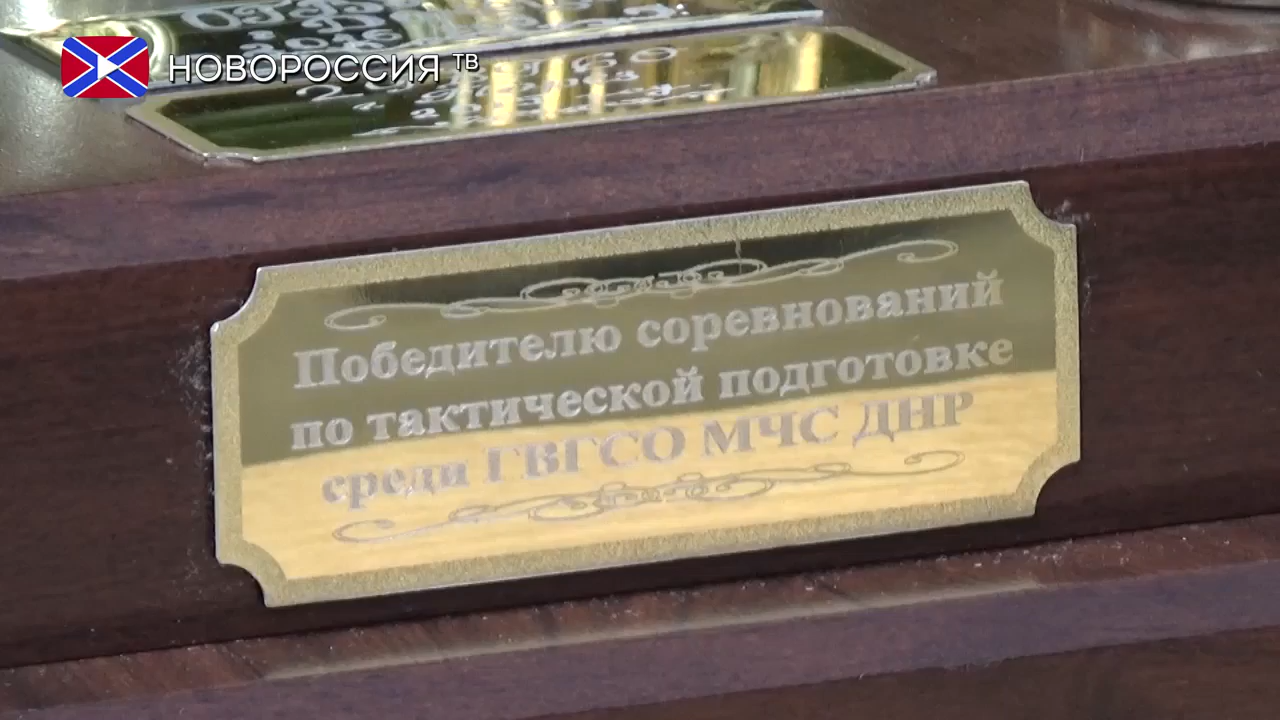 НОВОРОССИЯ ТВ
Победителю соревнований
по тактической подготовке
среди ГВГСО МЧС ДНР